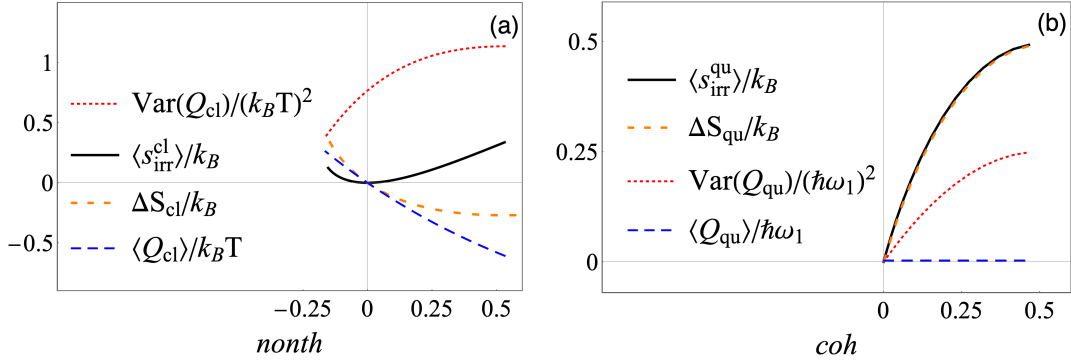 (a)
1
0.5
0
−0.5
Var(Q_cl)/(k_B T)^2
⟨s_irr^cl⟩/k_B
ΔS_cl/k_B
⟨Q_cl⟩/k_B T
−0.25 0 0.25 0.5
nonth
(b)
0.5
0.25
0
⟨s_irr^qu⟩/k_B
ΔS_qu/k_B
Var(Q_qu)/(ℏω_1)^2
⟨Q_qu⟩/ℏω_1
0 0.25 0.5
coh